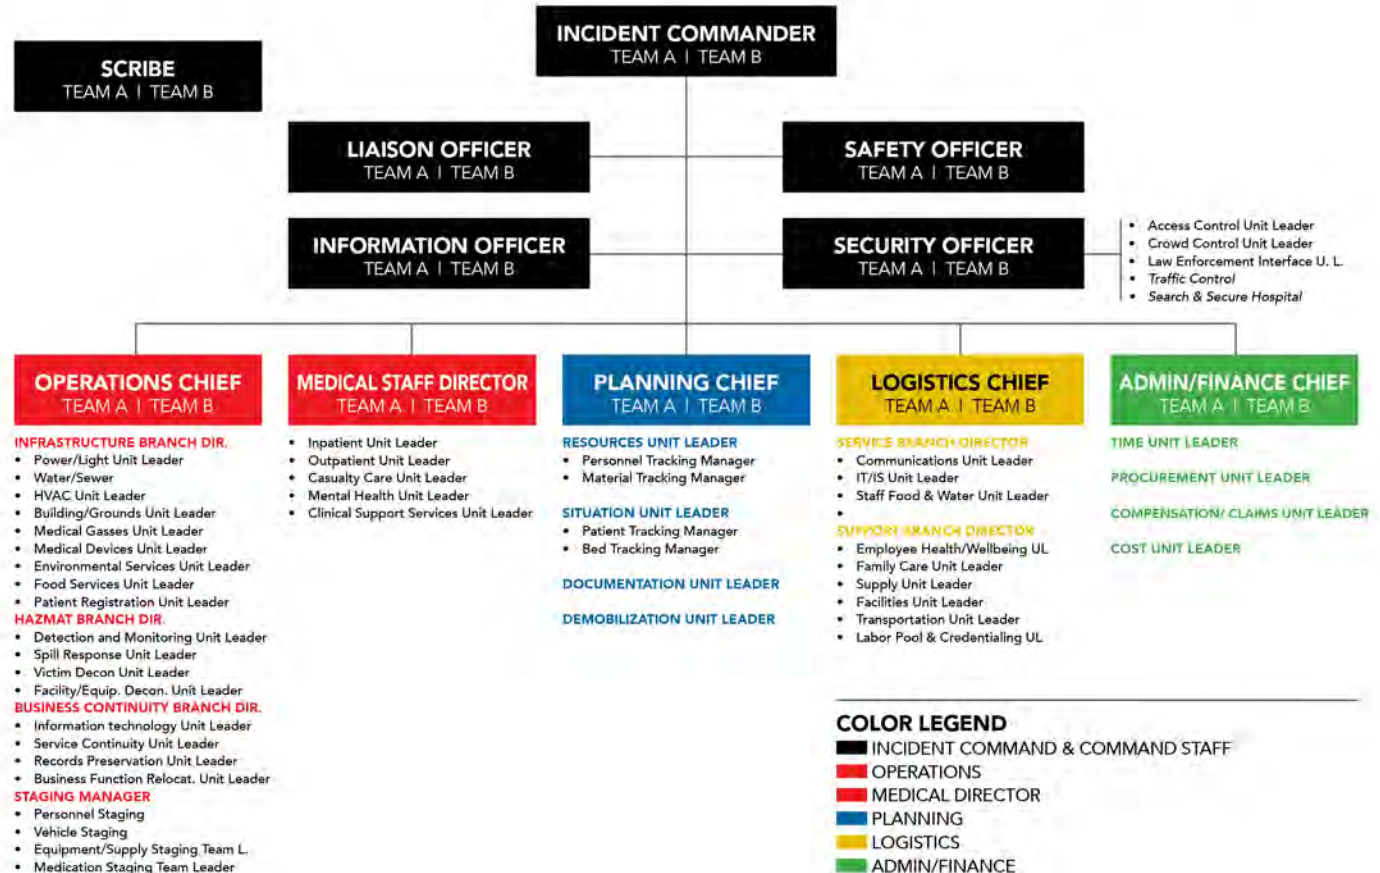 INCIDENT COMMANDER
TEAM A | TEAM B
SCRIBE
TEAM A | TEAM B
LIAISON OFFICER
TEAM A | TEAM B
SAFETY OFFICER
TEAM A | TEAM B
INFORMATION OFFICER
TEAM A | TEAM B
SECURITY OFFICER
TEAM A | TEAM B
• Access Control Unit Leader
• Crowd Control Unit Leader
• Law Enforcement Interface U. L.
• Traffic Control
• Search & Secure Hospital
OPERATIONS CHIEF
TEAM A | TEAM B
INFRASTRUCTURE BRANCH DIR.
• Power/Light Unit Leader
• Water/Sewer
• HVAC Unit Leader
• Building/Grounds Unit Leader
• Medical Gasses Unit Leader
• Medical Devices Unit Leader
• Environmental Services Unit Leader
• Food Services Unit Leader
• Patient Registration Unit Leader
HAZMAT BRANCH DIR.
• Detection and Monitoring Unit Leader
• Spill Response Unit Leader
• Victim Decon Unit Leader
• Facility/Equip. Decon. Unit Leader
BUSINESS CONTINUITY BRANCH DIR.
• Information technology Unit Leader
• Service Continuity Unit Leader
• Records Preservation Unit Leader
• Business Function Relocat. Unit Leader
STAGING MANAGER
• Personnel Staging
• Vehicle Staging
• Equipment/Supply Staging Team L.
• Medication Staging Team Leader
MEDICAL STAFF DIRECTOR
TEAM A | TEAM B
• Inpatient Unit Leader
• Outpatient Unit Leader
• Casualty Care Unit Leader
• Mental Health Unit Leader
• Clinical Support Services Unit Leader
PLANNING CHIEF
TEAM A | TEAM B
RESOURCES UNIT LEADER
• Personnel Tracking Manager
• Material Tracking Manager
SITUATION UNIT LEADER
• Patient Tracking Manager
• Bed Tracking Manager
DOCUMENTATION UNIT LEADER
DEMOBILIZATION UNIT LEADER
LOGISTICS CHIEF
TEAM A | TEAM B
SERVICE BRANCH DIRECTOR
• Communications Unit Leader
• IT/IS Unit Leader
• Staff Food & Water Unit Leader
•
SUPPORT BRANCH DIRECTOR
• Employee Health/Wellbeing UL
• Family Care Unit Leader
• Supply Unit Leader
• Facilities Unit Leader
• Transportation Unit Leader
• Labor Pool & Credentialing UL
ADMIN/FINANCE CHIEF
TEAM A | TEAM B
TIME UNIT LEADER
PROCUREMENT UNIT LEADER
COMPENSATION/ CLAIMS UNIT LEADER
COST UNIT LEADER
COLOR LEGEND
INCIDENT COMMAND & COMMAND STAFF
OPERATIONS
MEDICAL DIRECTOR
PLANNING
LOGISTICS
ADMIN/FINANCE